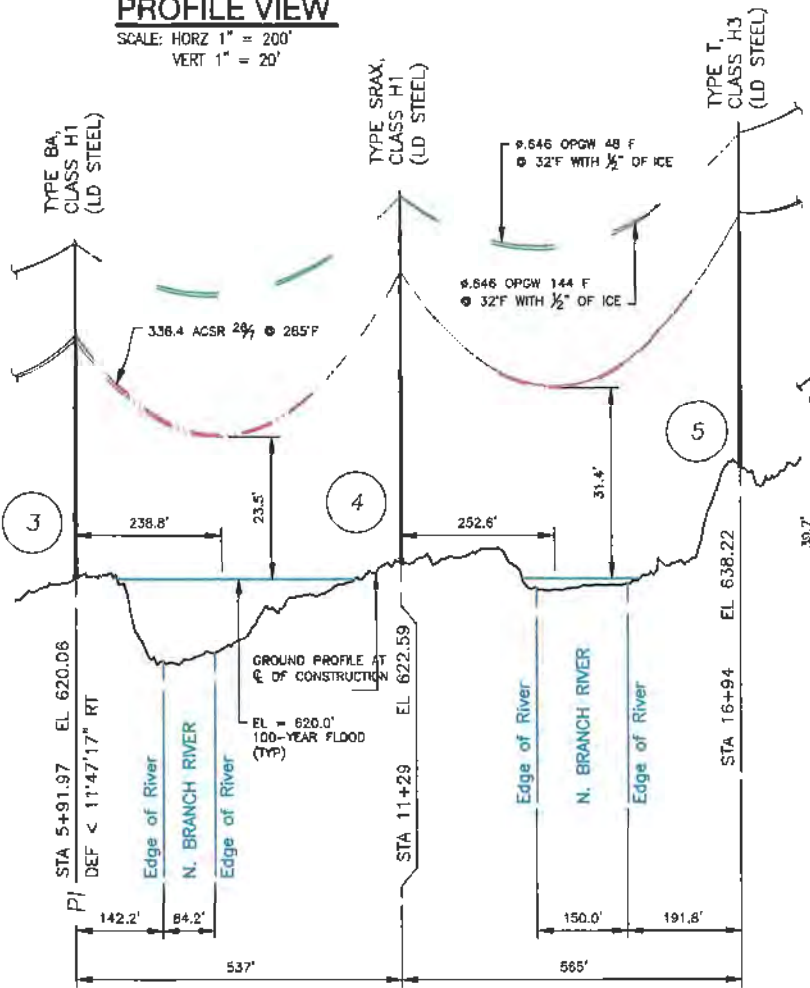 PROFILE VIEW
SCALE: HORZ 1" = 200'
VERT 1" = 20'
TYPE BA,
CLASS H1
(LD STEEL)
TYPE SRAX,
CLASS H1
(LD STEEL)
TYPE T,
CLASS H3
(LD STEEL)
ø.646 OPGW 48 F
@ 32°F WITH ½" OF ICE
ø.646 OPGW 144 F
@ 32°F WITH ½" OF ICE
336.4 ACSR 26/7 @ 285°F
3
4
5
238.8'
23.5'
252.6'
31.4'
39.7'
GROUND PROFILE AT
℄ OF CONSTRUCTION
EL = 620.0'
100-YEAR FLOOD
(TYP)
STA 5+91.97 EL 620.06
DEF < 11°47'17" RT
PI
Edge of River
N. BRANCH RIVER
Edge of River
STA 11+29 EL 622.59
Edge of River
N. BRANCH RIVER
Edge of River
STA 16+94 EL 638.22
142.2'
84.2'
150.0'
191.8'
537'
565'